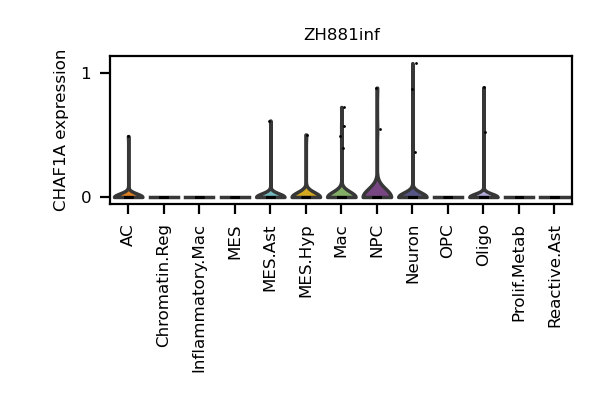 ZH881inf
CHAF1A expression
1
0
AC
Chromatin.Reg
Inflammatory.Mac
MES
MES.Ast
MES.Hyp
Mac
NPC
Neuron
OPC
Oligo
Prolif.Metab
Reactive.Ast